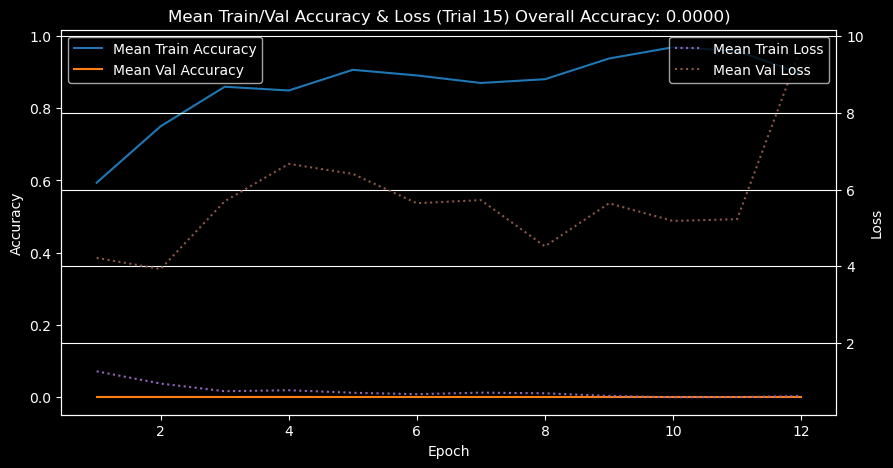 Mean Train/Val Accuracy & Loss (Trial 15) Overall Accuracy: 0.0000)
Mean Train Accuracy
Mean Val Accuracy
Mean Train Loss
Mean Val Loss
Accuracy
1.0
0.8
0.6
0.4
0.2
0.0
10
8
6
4
2
Loss
2
4
6
8
10
12
Epoch